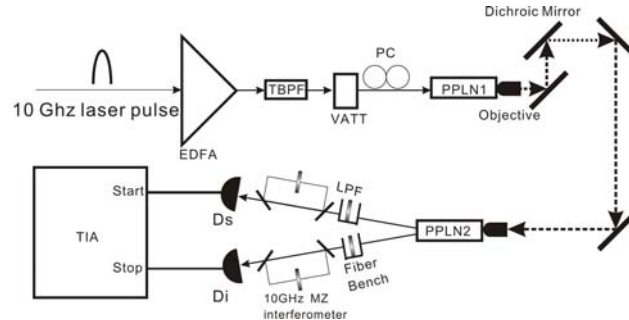 Dichroic Mirror
PC
TBPF
PPLN1
10 Ghz laser pulse
VATT
Objective
EDFA
LPF
Start
Ds
TIA
PPLN2
Stop
Fiber
Bench
Di
10GHz MZ
interferometer